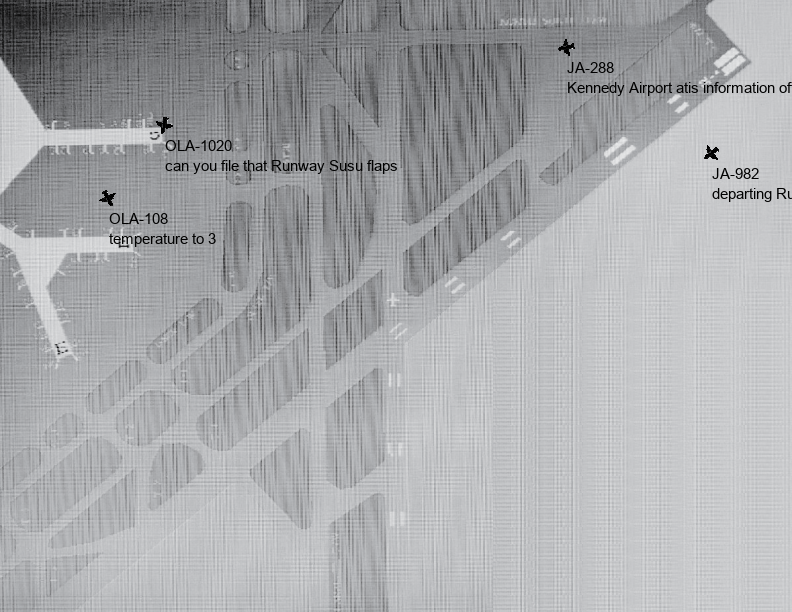 JA-288
Kennedy Airport atis information of
OLA-1020
can you file that Runway Susu flaps
JA-982
departing Ru
OLA-108
temperature to 3